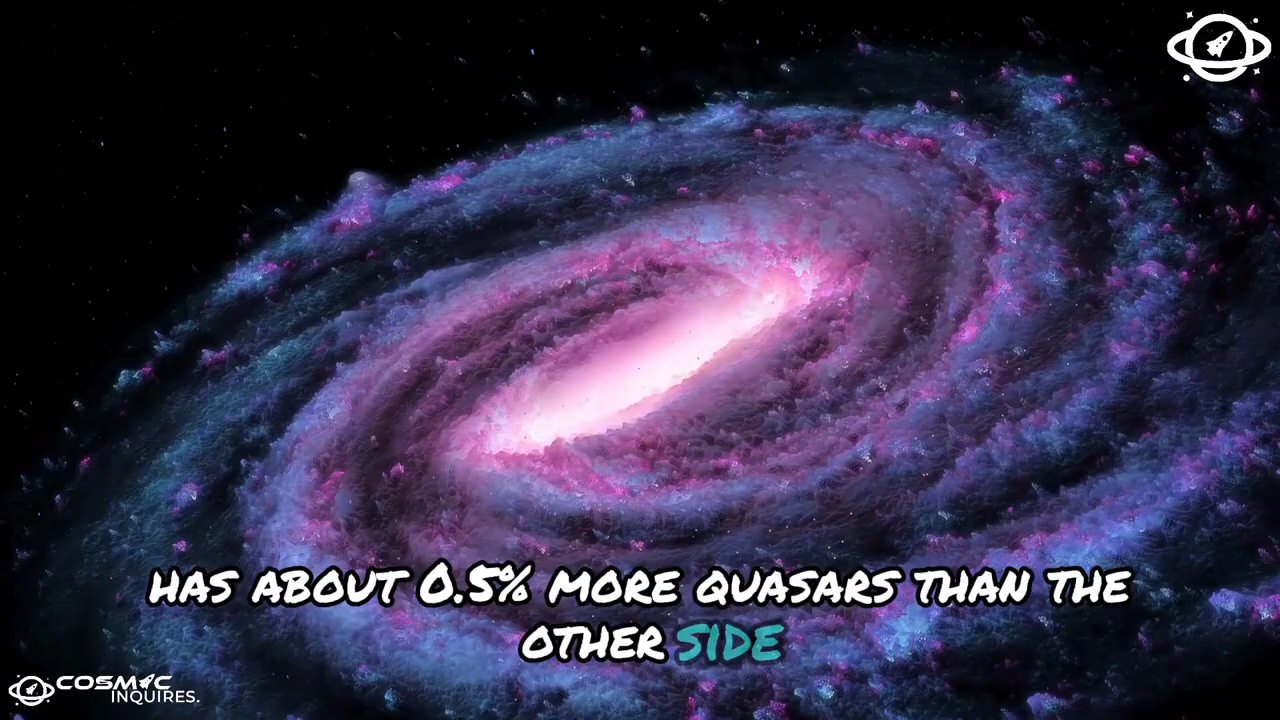 HAS ABOUT 0.5% MORE QUASARS THAN THE
OTHER SIDE
COSMIC
INQUIRES.